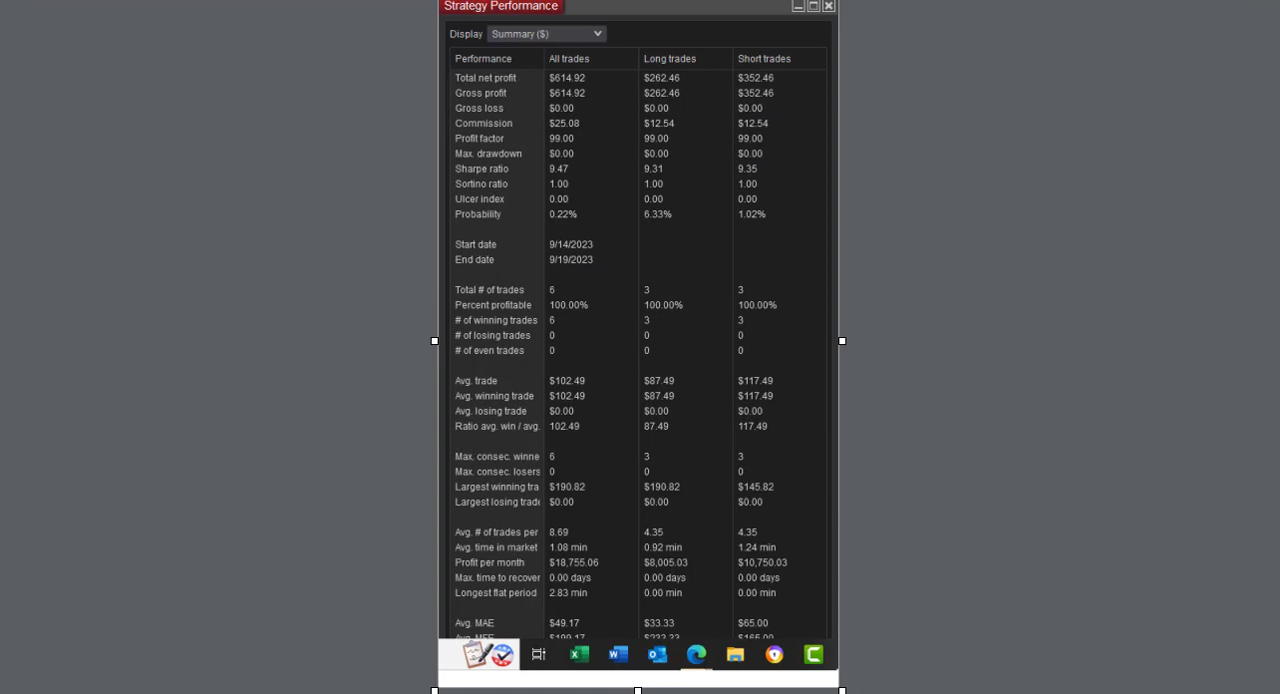 Strategy Performance
Display Summary ($)
Performance All trades Long trades Short trades
Total net profit $614.92 $262.46 $352.46
Gross profit $614.92 $262.46 $352.46
Gross loss $0.00 $0.00 $0.00
Commission $25.08 $12.54 $12.54
Profit factor 99.00 99.00 99.00
Max. drawdown $0.00 $0.00 $0.00
Sharpe ratio 9.47 9.31 9.35
Sortino ratio 1.00 1.00 1.00
Ulcer index 0.00 0.00 0.00
Probability 0.22% 6.33% 1.02%
Start date 9/14/2023
End date 9/19/2023
Total # of trades 6 3 3
Percent profitable 100.00% 100.00% 100.00%
# of winning trades 6 3 3
# of losing trades 0 0 0
# of even trades 0 0 0
Avg. trade $102.49 $87.49 $117.49
Avg. winning trade $102.49 $87.49 $117.49
Avg. losing trade $0.00 $0.00 $0.00
Ratio avg. win / avg. 102.49 87.49 117.49
Max. consec. winne 6 3 3
Max. consec. losers 0 0 0
Largest winning tra $190.82 $190.82 $145.82
Largest losing trade $0.00 $0.00 $0.00
Avg. # of trades per 8.69 4.35 4.35
Avg. time in market 1.08 min 0.92 min 1.24 min
Profit per month $18,755.06 $8,005.03 $10,750.03
Max. time to recover 0.00 days 0.00 days 0.00 days
Longest flat period 2.83 min 0.00 min 0.00 min
Avg. MAE $49.17 $33.33 $65.00
Avg. MFE $199.17 $233.33 $165.00